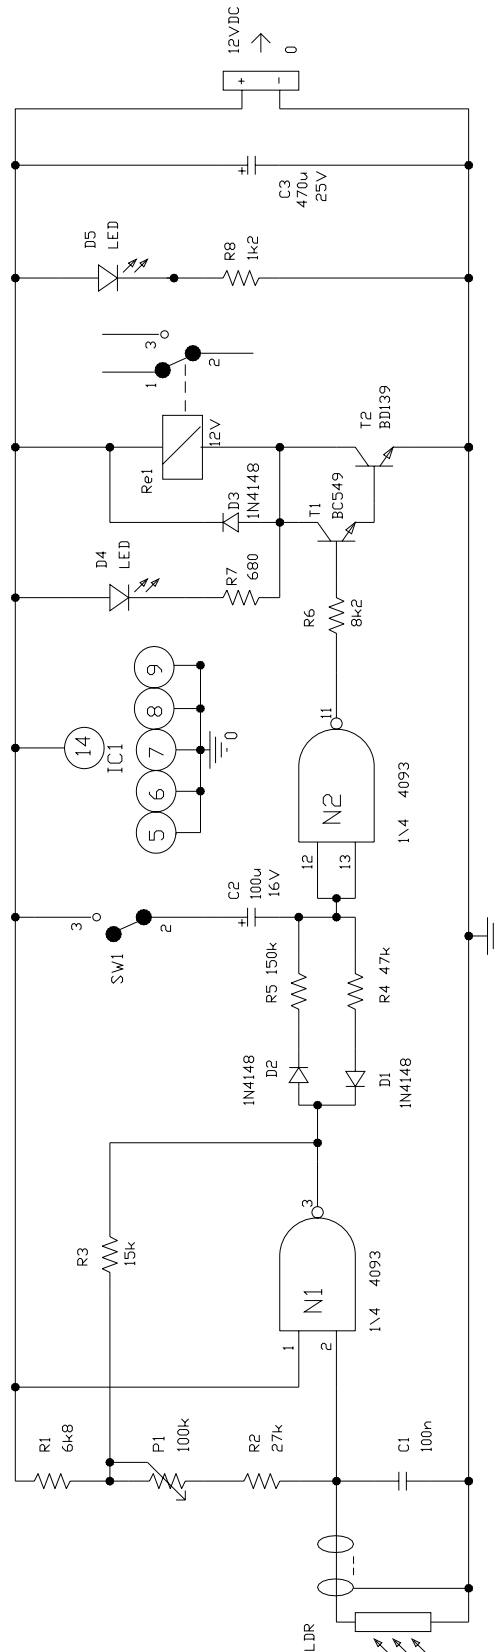 LDR
R1
6k8
P1
100k
R2
27k
C1
100n
R3
15k
1
2
3
N1
1\4 4093
SW1
3
2
D2
1N4148
D1
1N4148
R5 150k
R4 47k
C2
100u
16V
+
12
13
11
N2
1\4 4093
14
IC1
5
6
7
8
9
0
D4
LED
R7
680
D3
1N4148
R6
8k2
T1
BC549
T2
BD139
Re1
12V
1
2
3
D5
LED
R8
1k2
C3
470u
25V
+
+
-
12VDC
0